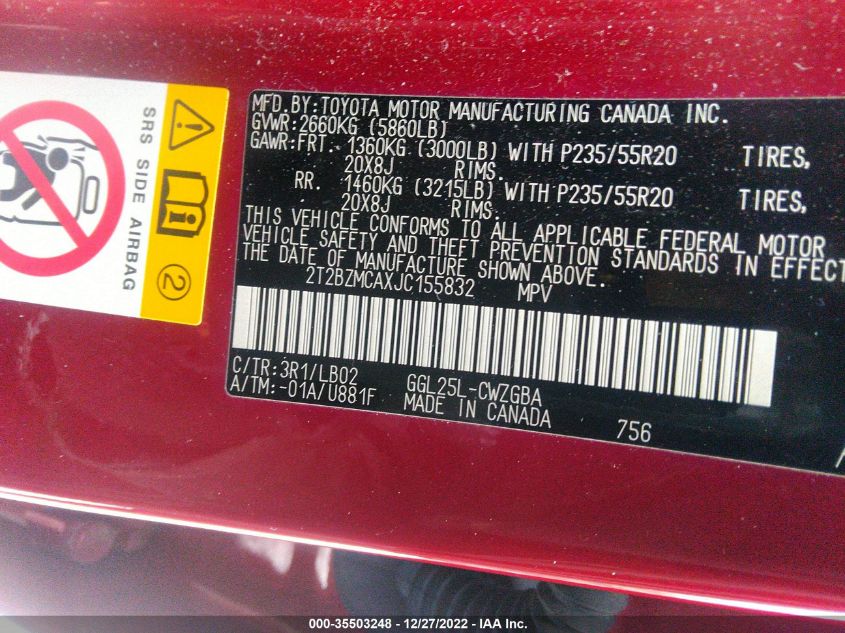 SRS SIDE AIRBAG
2
MFD.BY:TOYOTA MOTOR MANUFACTURING CANADA INC.
GVWR:2660KG (5860LB)
GAWR:FRT. 1360KG (3000LB) WITH P235/55R20 TIRES,
20X8J RIMS.
RR. 1460KG (3215LB) WITH P235/55R20 TIRES,
20X8J RIMS.
THIS VEHICLE CONFORMS TO ALL APPLICABLE FEDERAL MOTOR
VEHICLE SAFETY AND THEFT PREVENTION STANDARDS IN EFFECT
THE DATE OF MANUFACTURE SHOWN ABOVE.
2T2BZMCAXJC155832 MPV
C/TR:3R1/LB02 GGL25L-CWZGBA
A/TM:-01A/U881F MADE IN CANADA 756
000-35503248 - 12/27/2022 - IAA Inc.